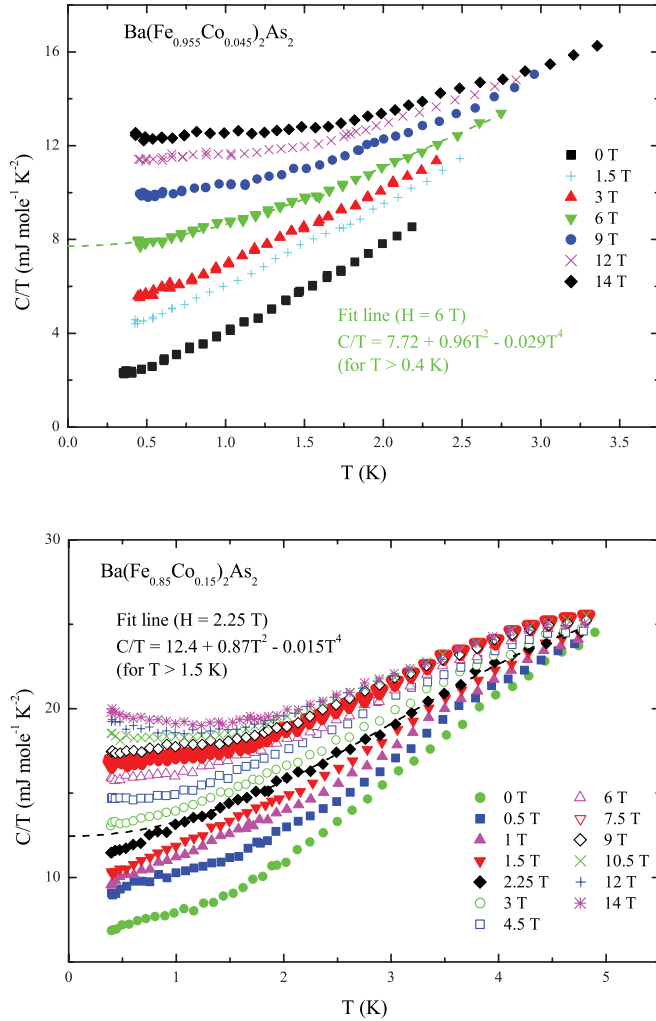 Ba(Fe0.955Co0.045)2As2
16
12
8
4
0
C/T (mJ mole-1 K-2)
0 T
1.5 T
3 T
6 T
9 T
12 T
14 T
Fit line (H = 6 T)
C/T = 7.72 + 0.96T2 - 0.029T4
(for T > 0.4 K)
0.0 0.5 1.0 1.5 2.0 2.5 3.0 3.5
T (K)
30
20
10
C/T (mJ mole-1 K-2)
Ba(Fe0.85Co0.15)2As2
Fit line (H = 2.25 T)
C/T = 12.4 + 0.87T2 - 0.015T4
(for T > 1.5 K)
0 T 6 T
0.5 T 7.5 T
1 T 9 T
1.5 T 10.5 T
2.25 T 12 T
3 T 14 T
4.5 T
0 1 2 3 4 5
T (K)